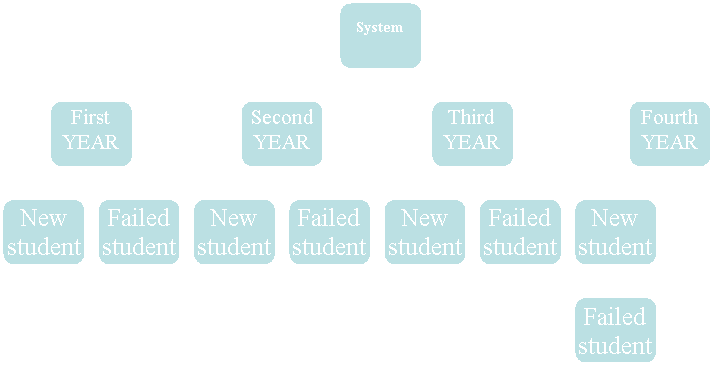 System
First
YEAR
Second
YEAR
Third
YEAR
Fourth
YEAR
New
student
Failed
student
New
student
Failed
student
New
student
Failed
student
New
student
Failed
student